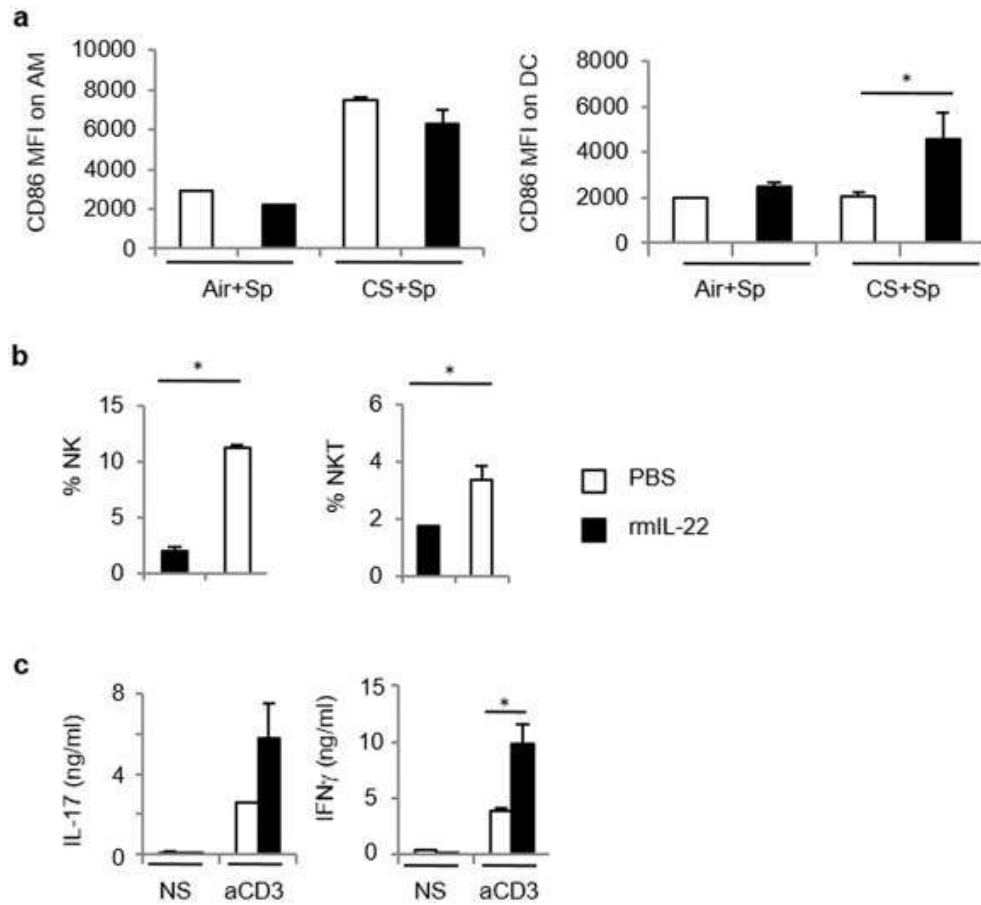 a
CD86 MFI on AM
10000
8000
6000
4000
2000
0
Air+Sp
CS+Sp
CD86 MFI on DC
8000
6000
4000
2000
0
*
Air+Sp
CS+Sp
b
% NK
15
10
5
0
*
% NKT
6
4
2
0
*
PBS
rmIL-22
c
IL-17 (ng/ml)
8
4
0
NS
aCD3
IFNγ (ng/ml)
15
10
5
0
*
NS
aCD3